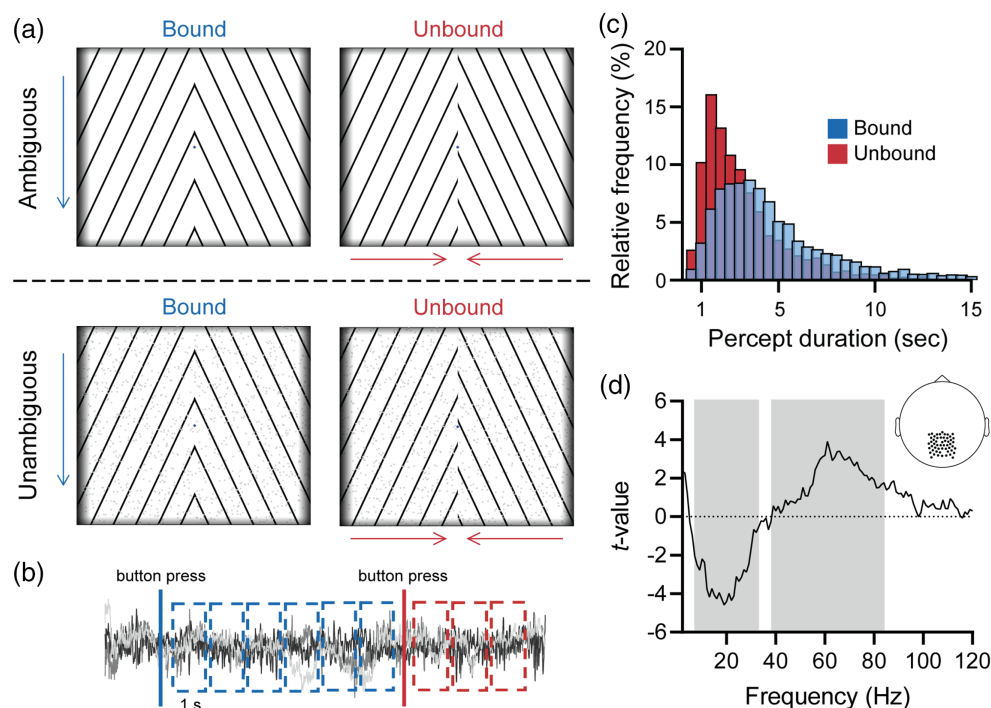 (a)
Bound
Unbound
Ambiguous
Bound
Unbound
Unambiguous
(b)
button press
button press
1 s
(c)
Relative frequency (%)
20
15
10
5
0
Bound
Unbound
1
5
10
15
Percept duration (sec)
(d)
t-value
6
4
2
0
-2
-4
-6
20
40
60
80
100
120
Frequency (Hz)